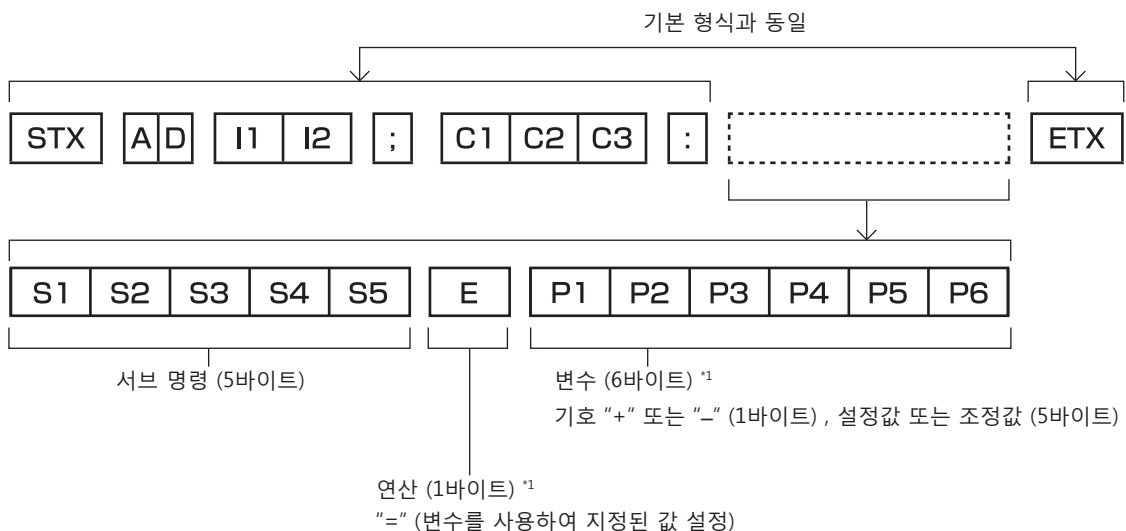 기본 형식과 동일
STX A D I1 I2 ; C1 C2 C3 : ETX
S1 S2 S3 S4 S5 E P1 P2 P3 P4 P5 P6
서브 명령 (5바이트)
변수 (6바이트) *1
기호 "+" 또는 "–" (1바이트) , 설정값 또는 조정값 (5바이트)
연산 (1바이트) *1
"=" (변수를 사용하여 지정된 값 설정)